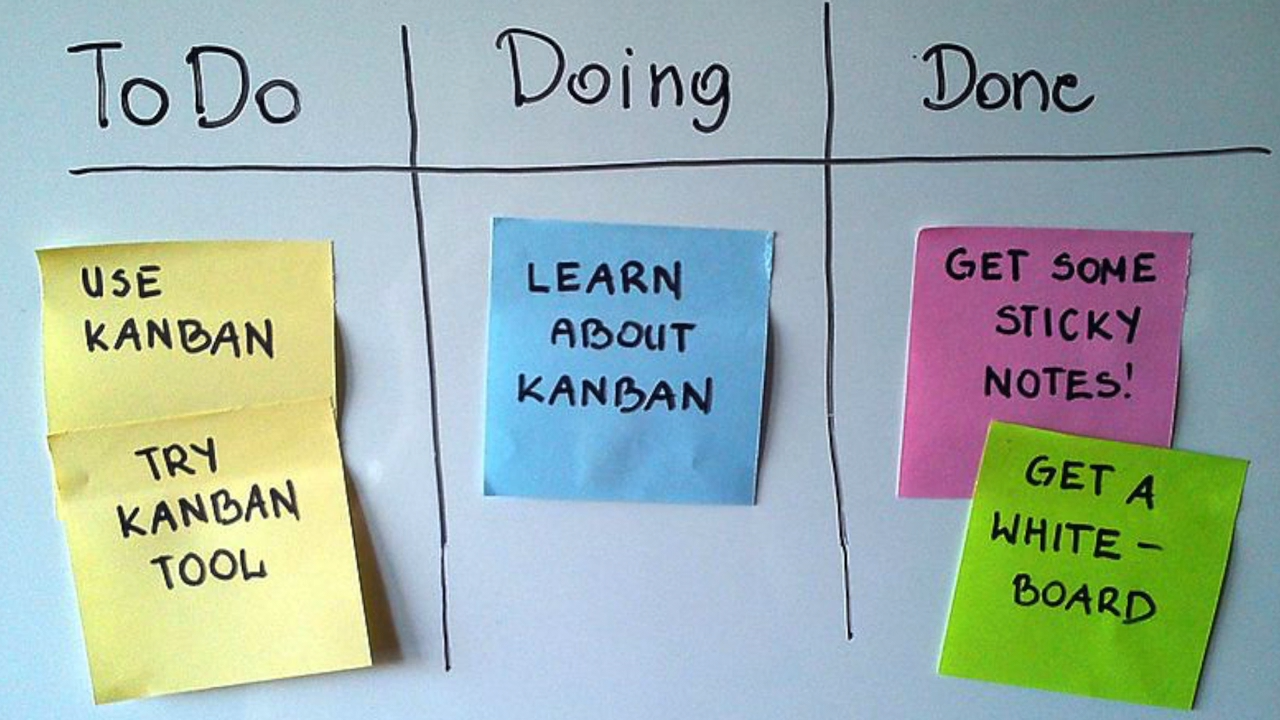 To Do
Doing
Done
USE
KANBAN
TRY
KANBAN
TOOL
LEARN
ABOUT
KANBAN
GET SOME
STICKY
NOTES!
GET A
WHITE-
BOARD